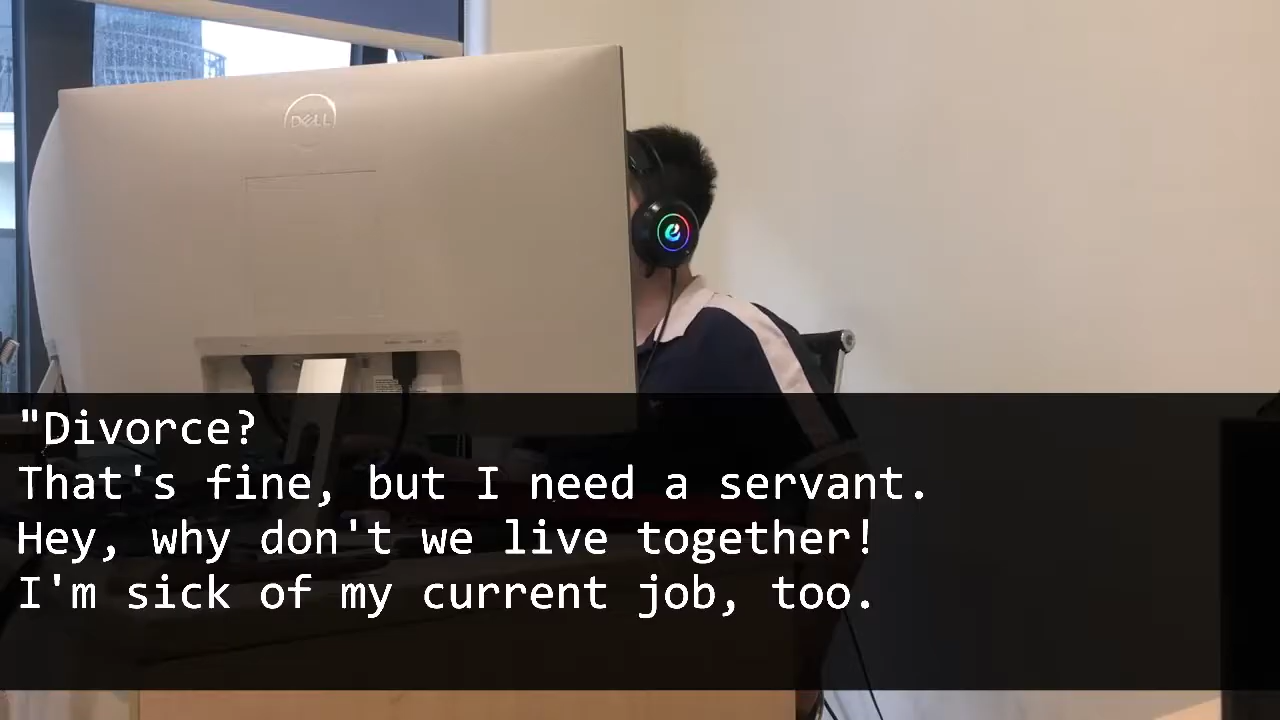 DELL
e
"Divorce?
That's fine, but I need a servant.
Hey, why don't we live together!
I'm sick of my current job, too.